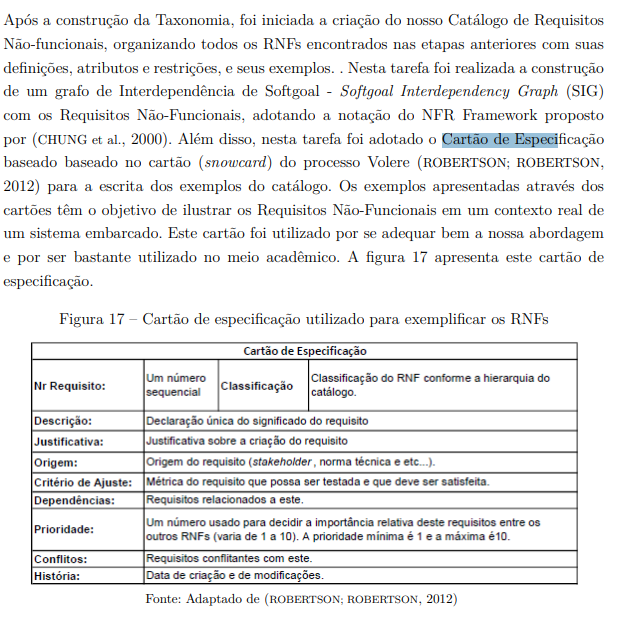 Após a construção da Taxonomia, foi iniciada a criação do nosso Catálogo de Requisitos
Não-funcionais, organizando todos os RNFs encontrados nas etapas anteriores com suas
definições, atributos e restrições, e seus exemplos. . Nesta tarefa foi realizada a construção
de um grafo de Interdependência de Softgoal - Softgoal Interdependency Graph (SIG)
com os Requisitos Não-Funcionais, adotando a notação do NFR Framework proposto
por (CHUNG et al., 2000). Além disso, nesta tarefa foi adotado o Cartão de Especificação
baseado baseado no cartão (snowcard) do processo Volere (ROBERTSON; ROBERTSON,
2012) para a escrita dos exemplos do catálogo. Os exemplos apresentadas através dos
cartões têm o objetivo de ilustrar os Requisitos Não-Funcionais em um contexto real de
um sistema embarcado. Este cartão foi utilizado por se adequar bem a nossa abordagem
e por ser bastante utilizado no meio acadêmico. A figura 17 apresenta este cartão de
especificação.
Figura 17 – Cartão de especificação utilizado para exemplificar os RNFs
Cartão de Especificação
Nr Requisito: Um número sequencial Classificação Classificação do RNF conforme a hierarquia do catálogo.
Descrição: Declaração única do significado do requisito
Justificativa: Justificativa sobre a criação do requisito
Origem: Origem do requisito (stakeholder, norma técnica e etc...).
Critério de Ajuste: Métrica do requisito que possa ser testada e que deve ser satisfeita.
Dependências: Requisitos relacionados a este.
Prioridade: Um número usado para decidir a importância relativa deste requisitos entre os
outros RNFs (varia de 1 a 10). A prioridade mínima é 1 e a máxima é10.
Conflitos: Requisitos conflitantes com este.
História: Data de criação e de modificações.
Fonte: Adaptado de (ROBERTSON; ROBERTSON, 2012)